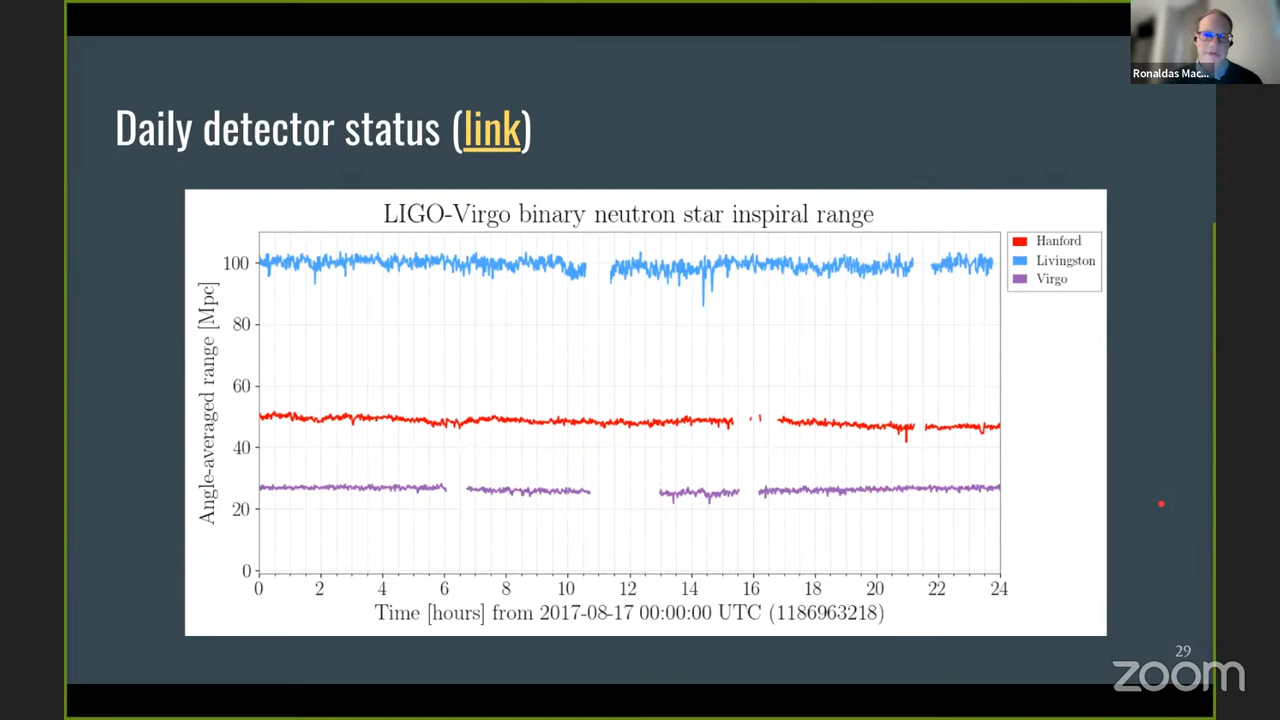 Ronaldas Mac...
Daily detector status (link)
LIGO-Virgo binary neutron star inspiral range
Hanford
Livingston
Virgo
Angle-averaged range [Mpc]
100
80
60
40
20
0
0 2 4 6 8 10 12 14 16 18 20 22 24
Time [hours] from 2017-08-17 00:00:00 UTC (1186963218)
29
zoom